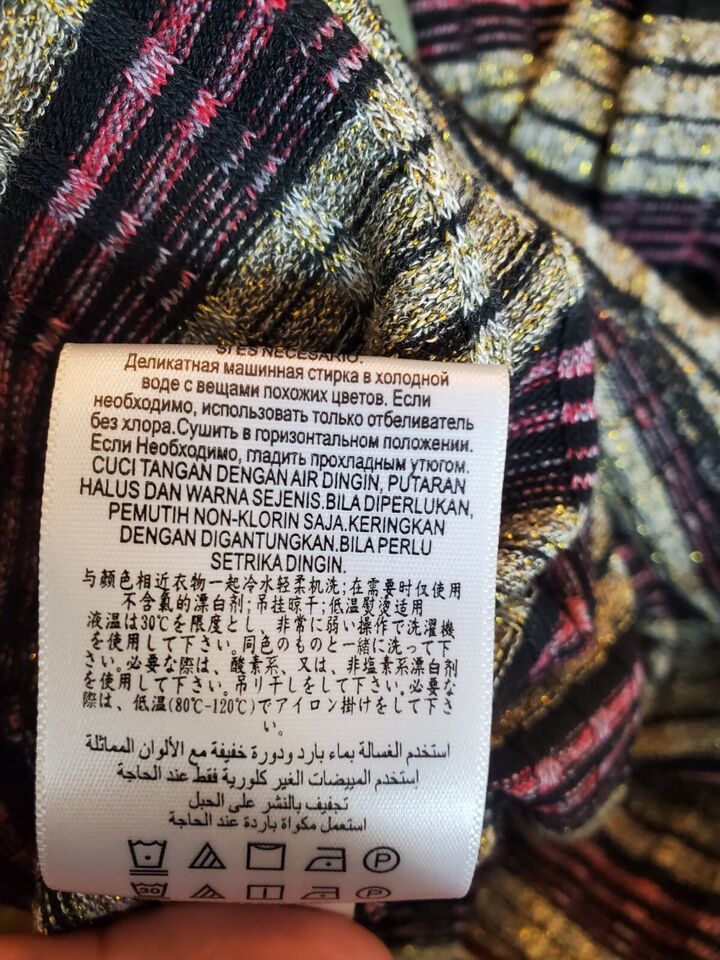 SI ES NECESARIO.
Деликатная машинная стирка в холодной
воде с вещами похожих цветов. Если
необходимо, использовать только отбеливатель
без хлора.Сушить в горизонтальном положении.
Если Необходимо, гладить прохладным утюгом.
CUCI TANGAN DENGAN AIR DINGIN, PUTARAN
HALUS DAN WARNA SEJENIS.BILA DIPERLUKAN,
PEMUTIH NON-KLORIN SAJA.KERINGKAN
DENGAN DIGANTUNGKAN.BILA PERLU
SETRIKA DINGIN.
与颜色相近衣物一起冷水轻柔机洗;在需要时仅使用
不含氯的漂白剂;吊挂晾干;低温熨烫适用
液温は30℃を限度とし、非常に弱い操作で洗濯機
を使用して下さい。同色のものと一緒に洗って下
さい。必要な際は、酸素系、又は、非塩素系漂白剤
を使用して下さい。吊り干しをして下さい。必要な
際は、低温(80℃-120℃)でアイロン掛けをして下さ
い。
استخدم الغسالة بماء بارد ودورة خفيفة مع الألوان المماثلة
إستخدم المبيضات الغير كلورية فقط عند الحاجة
تجفيف بالنشر على الحبل
استعمل مكواة باردة عند الحاجة
P
30 P